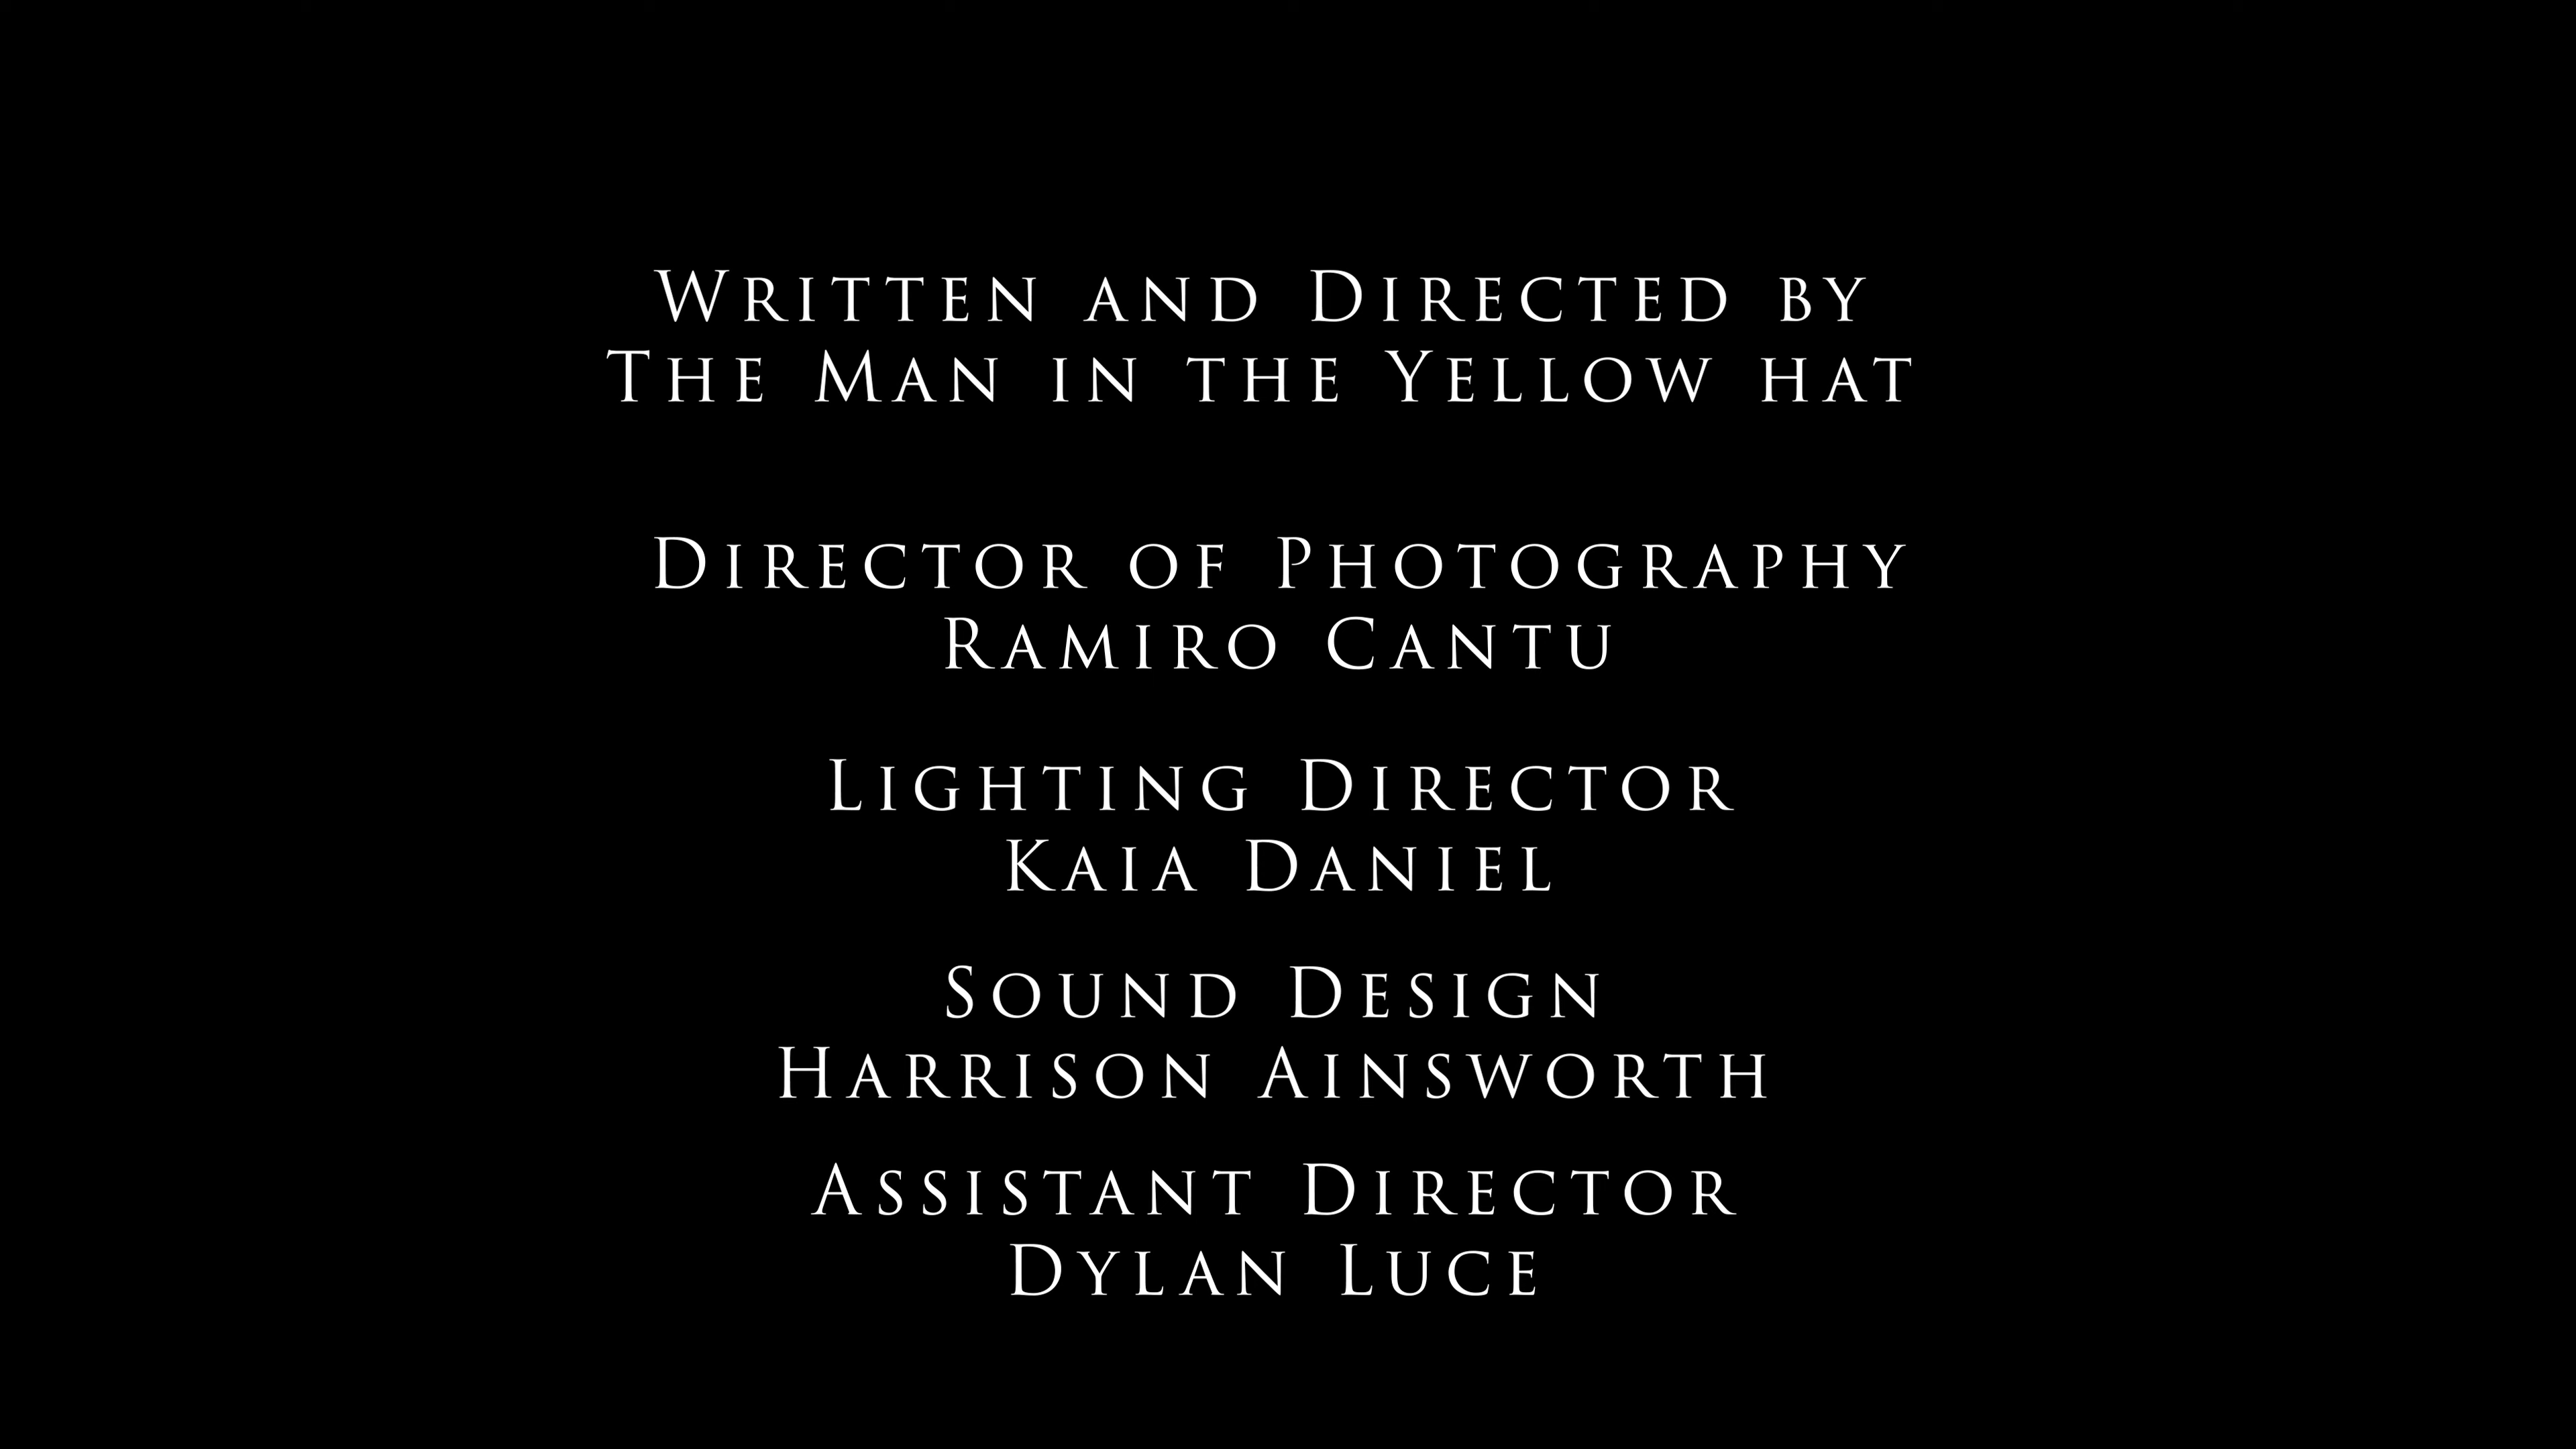 Written and Directed by
The Man in the Yellow hat
Director of Photography
Ramiro Cantu
Lighting Director
Kaia Daniel
Sound Design
Harrison Ainsworth
Assistant Director
Dylan Luce